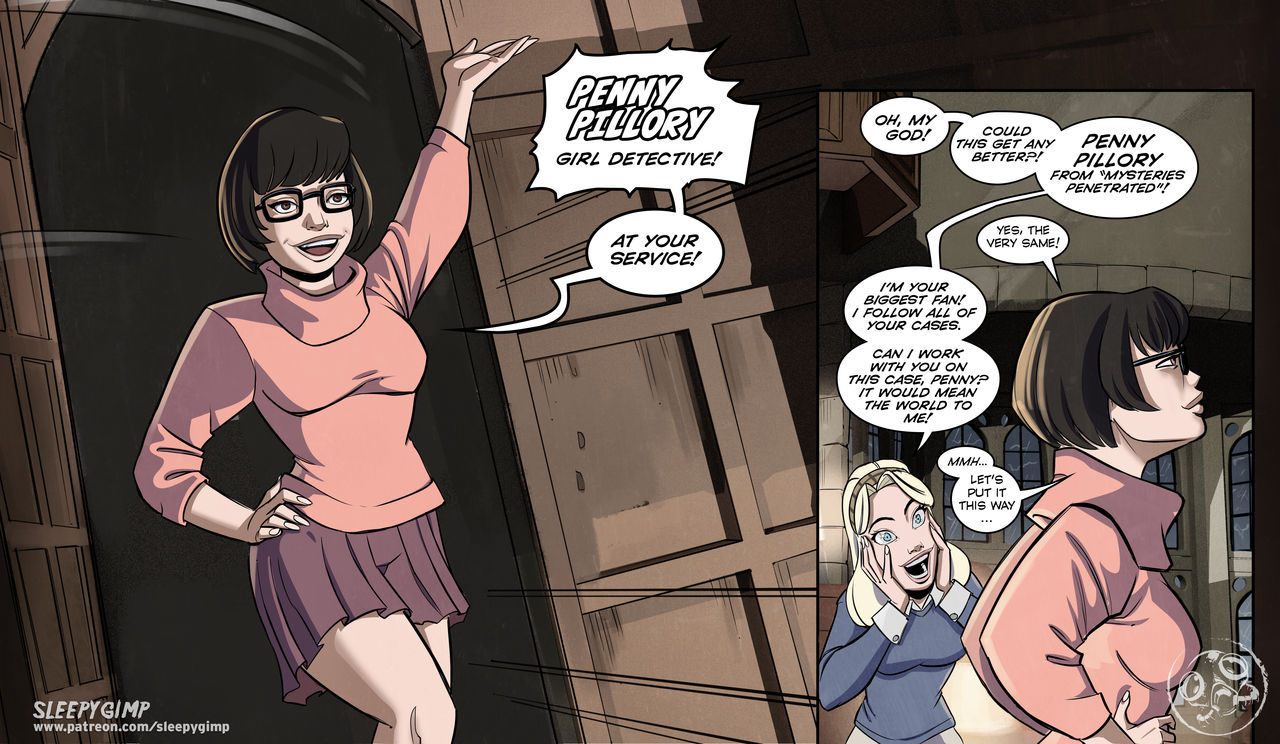 PENNY
PILLORY
GIRL DETECTIVE!
AT YOUR
SERVICE!
OH, MY
GOD!
COULD
THIS GET ANY
BETTER?!
PENNY
PILLORY
FROM "MYSTERIES
PENETRATED"!
YES, THE
VERY SAME!
I'M YOUR
BIGGEST FAN!
I FOLLOW ALL OF
YOUR CASES.
CAN I WORK
WITH YOU ON
THIS CASE, PENNY?
IT WOULD MEAN
THE WORLD TO
ME!
MMH...
LET'S
PUT IT
THIS WAY
...
SLEEPYGIMP
www.patreon.com/sleepygimp